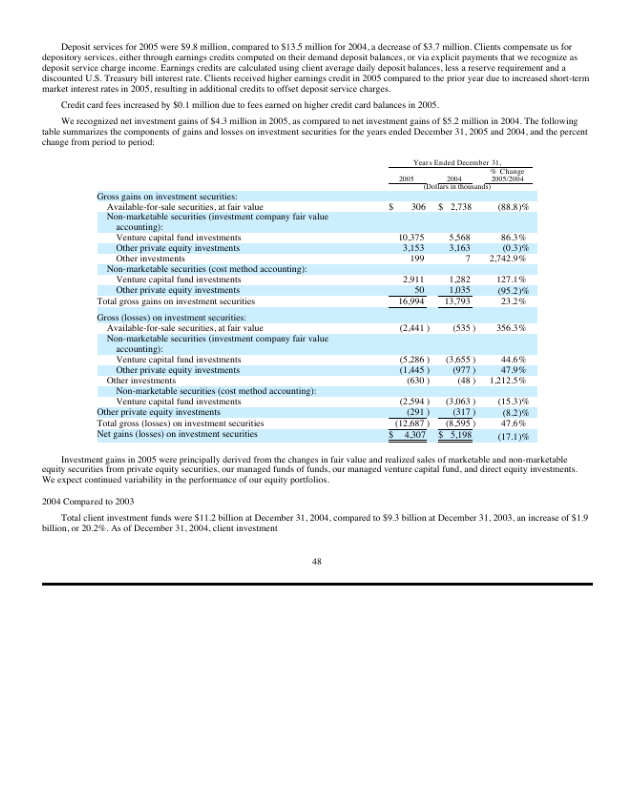 Deposit services for 2005 were $9.8 million, compared to $13.5 million for 2004, a decrease of $3.7 million. Clients compensate us for
depository services, either through earnings credits computed on their demand deposit balances, or via explicit payments that we recognize as
deposit service charge income. Earnings credits are calculated using client average daily deposit balances, less a reserve requirement and a
discounted U.S. Treasury bill interest rate. Clients received higher earnings credit in 2005 compared to the prior year due to increased short-term
market interest rates in 2005, resulting in additional credits to offset deposit service charges.
Credit card fees increased by $0.1 million due to fees earned on higher credit card balances in 2005.
We recognized net investment gains of $4.3 million in 2005, as compared to net investment gains of $5.2 million in 2004. The following
table summarizes the components of gains and losses on investment securities for the years ended December 31, 2005 and 2004, and the percent
change from period to period:
Years Ended December 31,
% Change
2005 2004 2005/2004
(Dollars in thousands)
Gross gains on investment securities:
Available-for-sale securities, at fair value $ 306 $ 2,738 (88.8)%
Non-marketable securities (investment company fair value
accounting):
Venture capital fund investments 10,375 5,568 86.3%
Other private equity investments 3,153 3,163 (0.3)%
Other investments 199 7 2,742.9%
Non-marketable securities (cost method accounting):
Venture capital fund investments 2,911 1,282 127.1%
Other private equity investments 50 1,035 (95.2)%
Total gross gains on investment securities 16,994 13,793 23.2%
Gross (losses) on investment securities:
Available-for-sale securities, at fair value (2,441 ) (535 ) 356.3%
Non-marketable securities (investment company fair value
accounting):
Venture capital fund investments (5,286 ) (3,655 ) 44.6%
Other private equity investments (1,445 ) (977 ) 47.9%
Other investments (630 ) (48 ) 1,212.5%
Non-marketable securities (cost method accounting):
Venture capital fund investments (2,594 ) (3,063 ) (15.3)%
Other private equity investments (291 ) (317 ) (8.2)%
Total gross (losses) on investment securities (12,687 ) (8,595 ) 47.6%
Net gains (losses) on investment securities $ 4,307 $ 5,198 (17.1)%
Investment gains in 2005 were principally derived from the changes in fair value and realized sales of marketable and non-marketable
equity securities from private equity securities, our managed funds of funds, our managed venture capital fund, and direct equity investments.
We expect continued variability in the performance of our equity portfolios.
2004 Compared to 2003
Total client investment funds were $11.2 billion at December 31, 2004, compared to $9.3 billion at December 31, 2003, an increase of $1.9
billion, or 20.2%. As of December 31, 2004, client investment
48